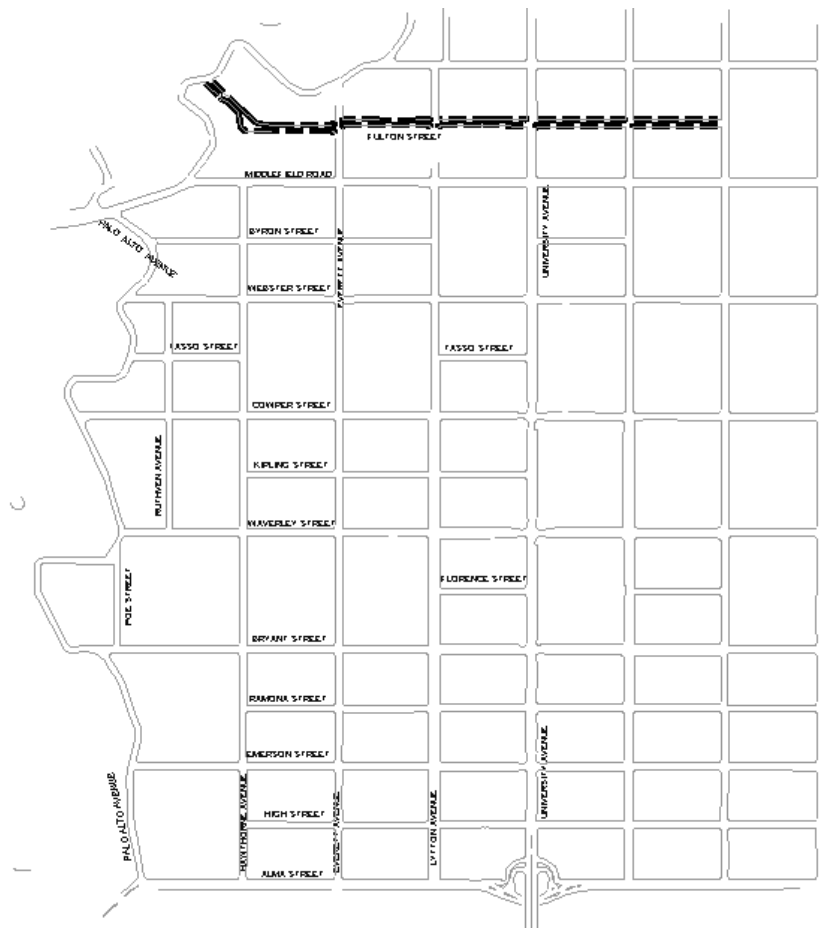 FULTON STREET
MIDDLEFIELD ROAD
BYRON STREET
PALO ALTO AVENUE
EVERETT AVENUE
UNIVERSITY AVENUE
WEBSTER STREET
TASSO STREET
TASSO STREET
COWPER STREET
KIPLING STREET
RUTHVEN AVENUE
WAVERLEY STREET
FLORENCE STREET
POE STREET
BRYANT STREET
RAMONA STREET
EMERSON STREET
UNIVERSITY AVENUE
PALO ALTO AVENUE
HAWTHORNE AVENUE
HIGH STREET
EVERETT AVENUE
LYTTON AVENUE
ALMA STREET